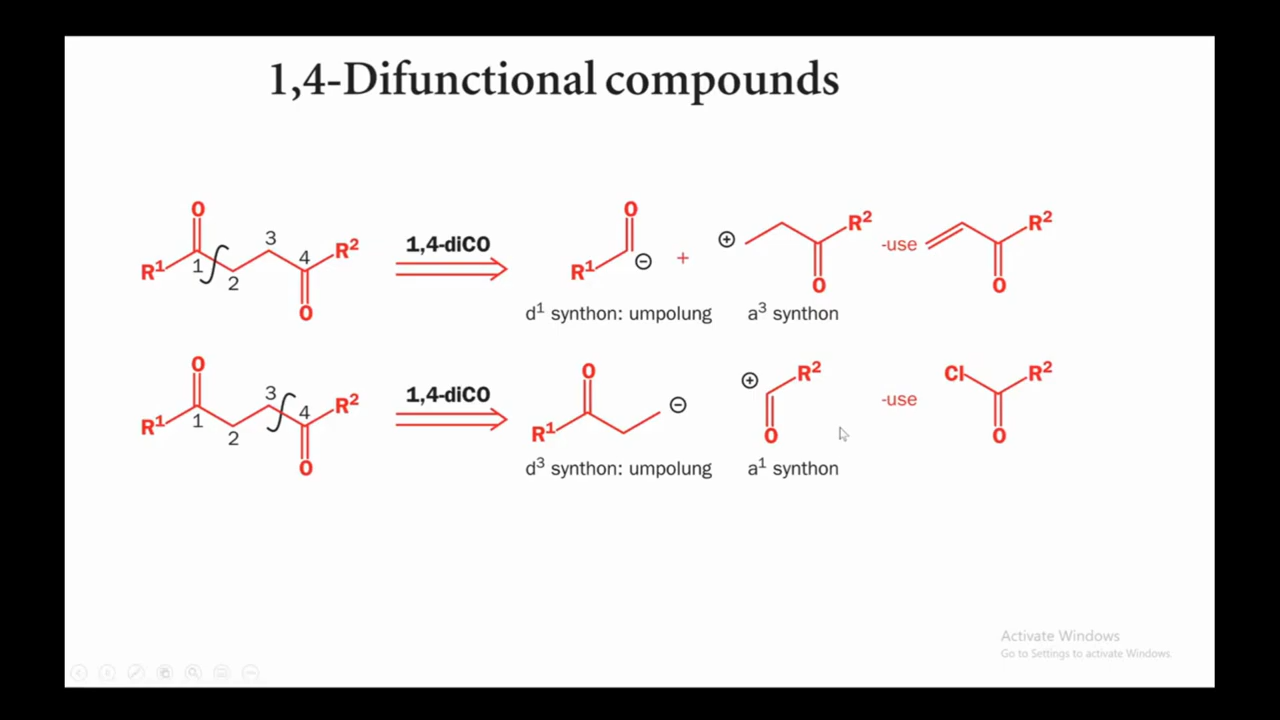 1,4-Difunctional compounds
O
R¹ 1 2 3 4 R²
O
1,4-diCO
O
R¹ ⊖
+
⊕ R²
O
-use
R²
O
d¹ synthon: umpolung
a³ synthon
O
R¹ 1 2 3 4 R²
O
1,4-diCO
O
R¹ ⊖
⊕ R²
O
-use
Cl R²
O
d³ synthon: umpolung
a¹ synthon
Activate Windows
Go to Settings to activate Windows.